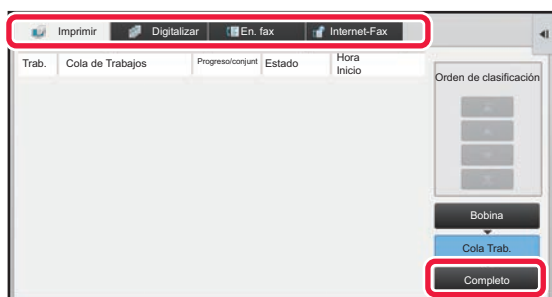 Imprimir Digitalizar En. fax Internet-Fax
Trab. Cola de Trabajos Progreso/conjunt Estado Hora
Inicio
Orden de clasificación
Bobina
Cola Trab.
Completo